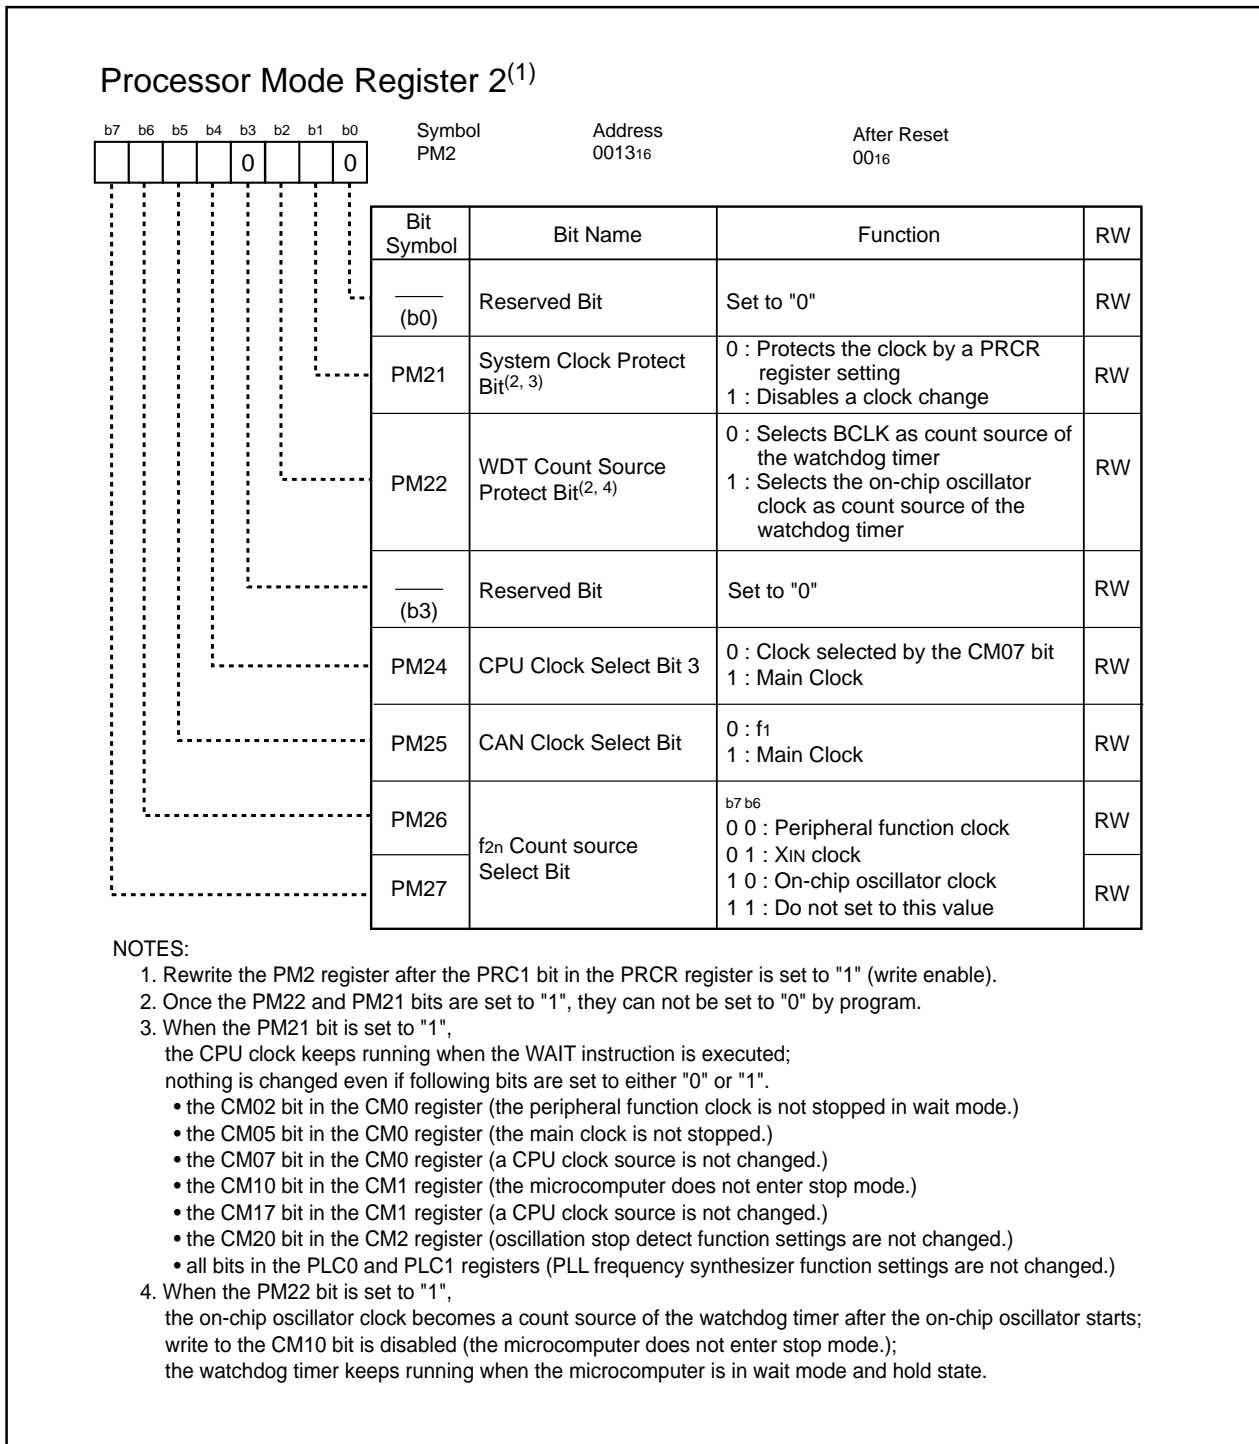 Processor Mode Register 2(1)
b7 b6 b5 b4 b3 b2 b1 b0
0 0
Symbol Address After Reset
PM2 001316 0016
Bit Symbol Bit Name Function RW
(b0) Reserved Bit Set to "0" RW
PM21 System Clock Protect Bit(2, 3)
0 : Protects the clock by a PRCR
register setting
1 : Disables a clock change
RW
PM22 WDT Count Source Protect Bit(2, 4)
0 : Selects BCLK as count source of
the watchdog timer
1 : Selects the on-chip oscillator
clock as count source of the
watchdog timer
RW
(b3) Reserved Bit Set to "0" RW
PM24 CPU Clock Select Bit 3
0 : Clock selected by the CM07 bit
1 : Main Clock
RW
PM25 CAN Clock Select Bit
0 : f1
1 : Main Clock
RW
PM26
PM27
f2n Count source
Select Bit
b7 b6
0 0 : Peripheral function clock
0 1 : XIN clock
1 0 : On-chip oscillator clock
1 1 : Do not set to this value
RW
RW
NOTES:
1. Rewrite the PM2 register after the PRC1 bit in the PRCR register is set to "1" (write enable).
2. Once the PM22 and PM21 bits are set to "1", they can not be set to "0" by program.
3. When the PM21 bit is set to "1",
the CPU clock keeps running when the WAIT instruction is executed;
nothing is changed even if following bits are set to either "0" or "1".
• the CM02 bit in the CM0 register (the peripheral function clock is not stopped in wait mode.)
• the CM05 bit in the CM0 register (the main clock is not stopped.)
• the CM07 bit in the CM0 register (a CPU clock source is not changed.)
• the CM10 bit in the CM1 register (the microcomputer does not enter stop mode.)
• the CM17 bit in the CM1 register (a CPU clock source is not changed.)
• the CM20 bit in the CM2 register (oscillation stop detect function settings are not changed.)
• all bits in the PLC0 and PLC1 registers (PLL frequency synthesizer function settings are not changed.)
4. When the PM22 bit is set to "1",
the on-chip oscillator clock becomes a count source of the watchdog timer after the on-chip oscillator starts;
write to the CM10 bit is disabled (the microcomputer does not enter stop mode.);
the watchdog timer keeps running when the microcomputer is in wait mode and hold state.